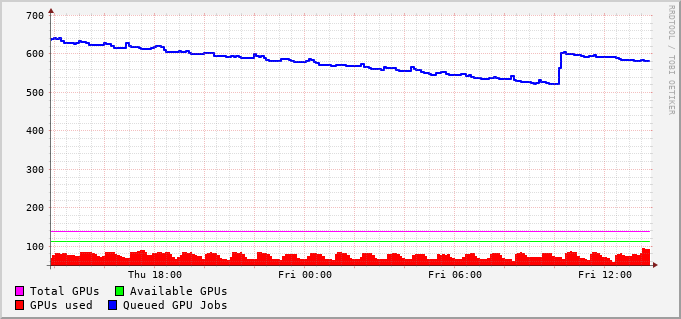 700
600
500
400
300
200
100
Thu 18:00 Fri 00:00 Fri 06:00 Fri 12:00
Total GPUs Available GPUs
GPUs used Queued GPU Jobs
RRDTOOL / TOBI OETIKER